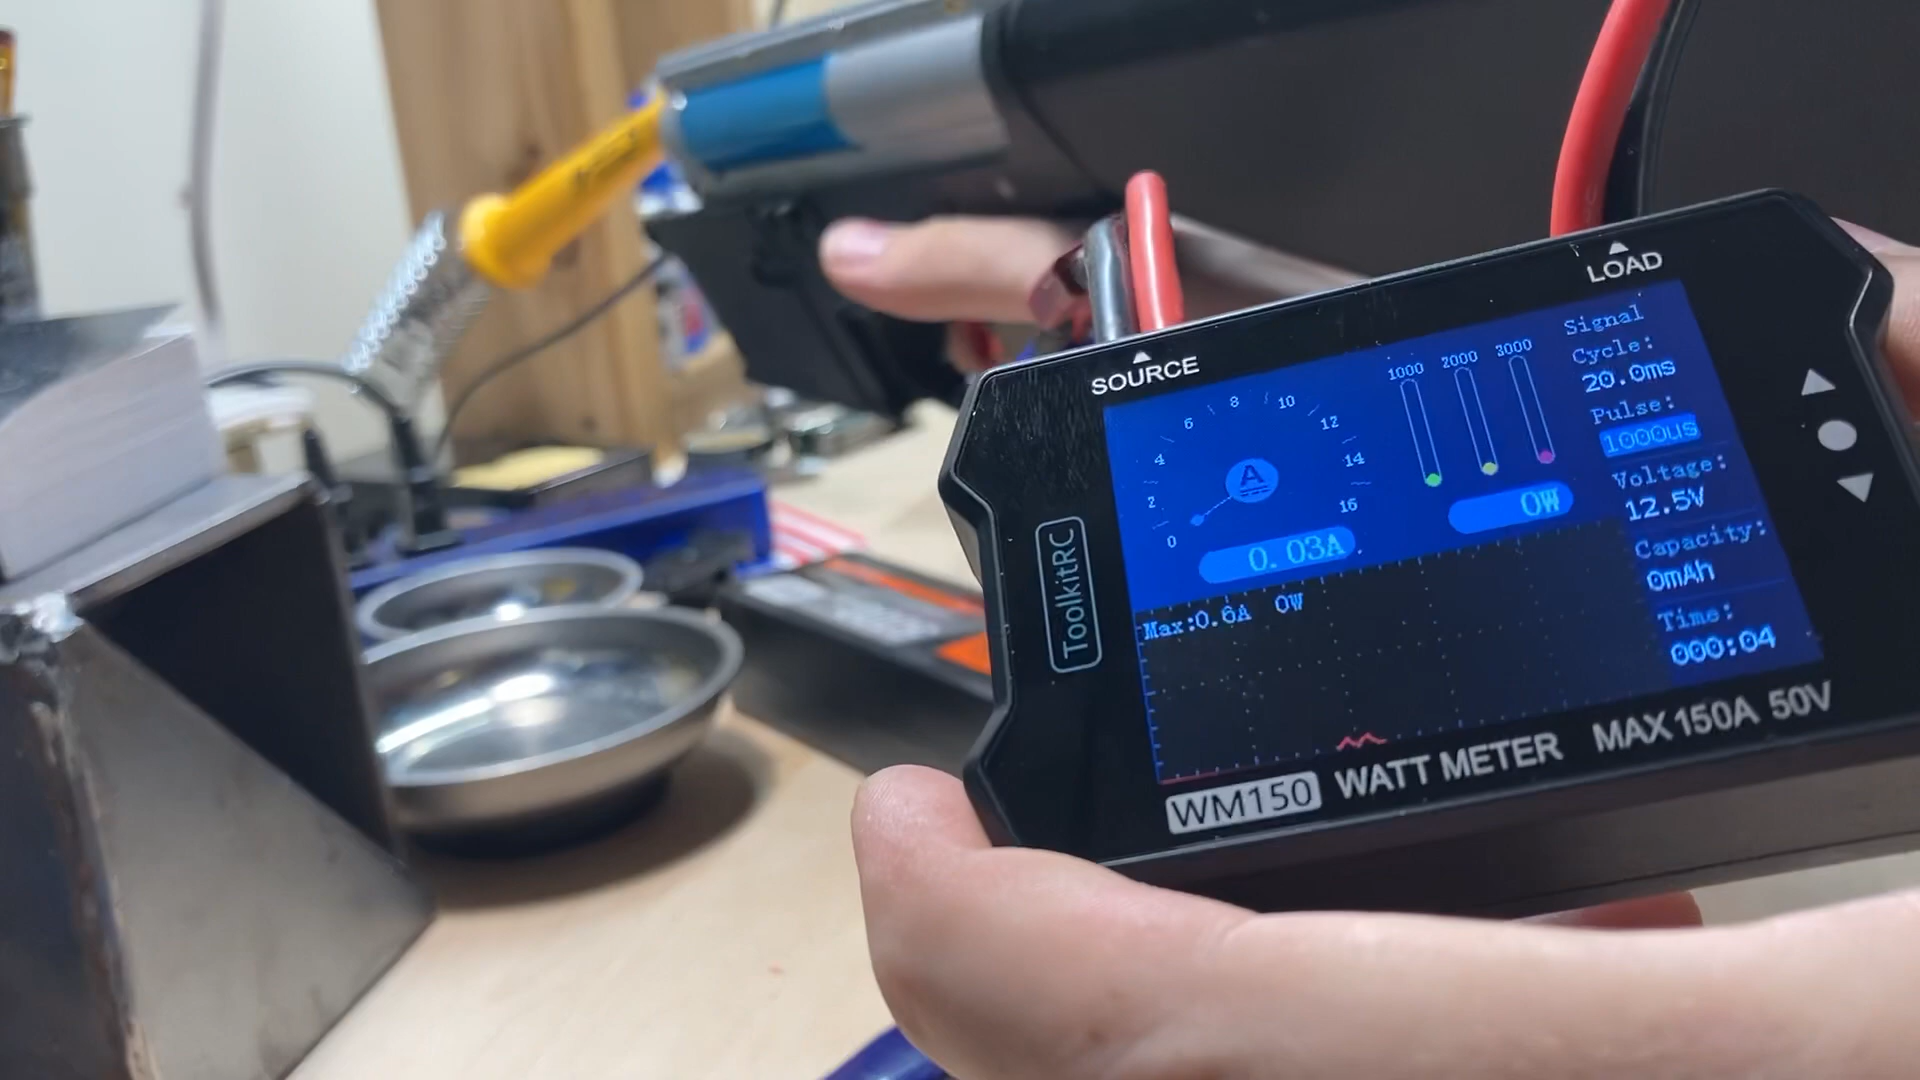 LOAD
SOURCE
ToolkitRC
0
2
4
6
8
10
12
14
16
A
0.03A
1000 2000 3000
0W
Signal
Cycle:
20.0ms
Pulse:
1000us
Voltage:
12.5V
Capacity:
0mAh
Time:
000:04
Max:0.6A 0W
WM150 WATT METER MAX 150A 50V